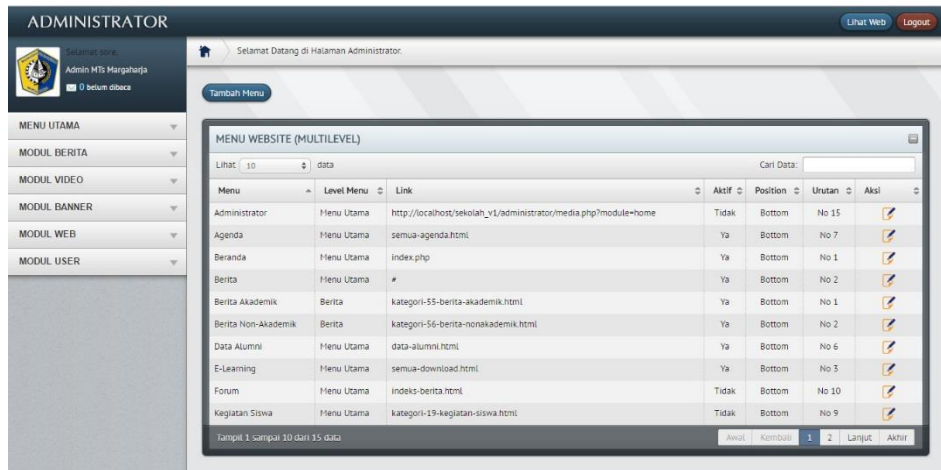 ADMINISTRATOR
Lihat Web Logout
Selamat sore,
Admin MTs Margaharja
0 belum dibaca
Selamat Datang di Halaman Administrator.
Tambah Menu
MENU UTAMA
MODUL BERITA
MODUL VIDEO
MODUL BANNER
MODUL WEB
MODUL USER
MENU WEBSITE (MULTILEVEL)
Lihat 10 data Cari Data:
Menu Level Menu Link Aktif Position Urutan Aksi
Administrator Menu Utama http://localhost/sekolah_v1/administrator/media.php?module=home Tidak Bottom No 15
Agenda Menu Utama semua-agenda.html Ya Bottom No 7
Beranda Menu Utama index.php Ya Bottom No 1
Berita Menu Utama # Ya Bottom No 2
Berita Akademik Berita kategori-55-berita-akademik.html Ya Bottom No 1
Berita Non-Akademik Berita kategori-56-berita-nonakademik.html Ya Bottom No 2
Data Alumni Menu Utama data-alumni.html Ya Bottom No 6
E-Learning Menu Utama semua-download.html Ya Bottom No 3
Forum Menu Utama indeks-berita.html Tidak Bottom No 10
Kegiatan Siswa Menu Utama kategori-19-kegiatan-siswa.html Tidak Bottom No 9
Tampil 1 sampai 10 dari 15 data Awal Kembali 1 2 Lanjut Akhir